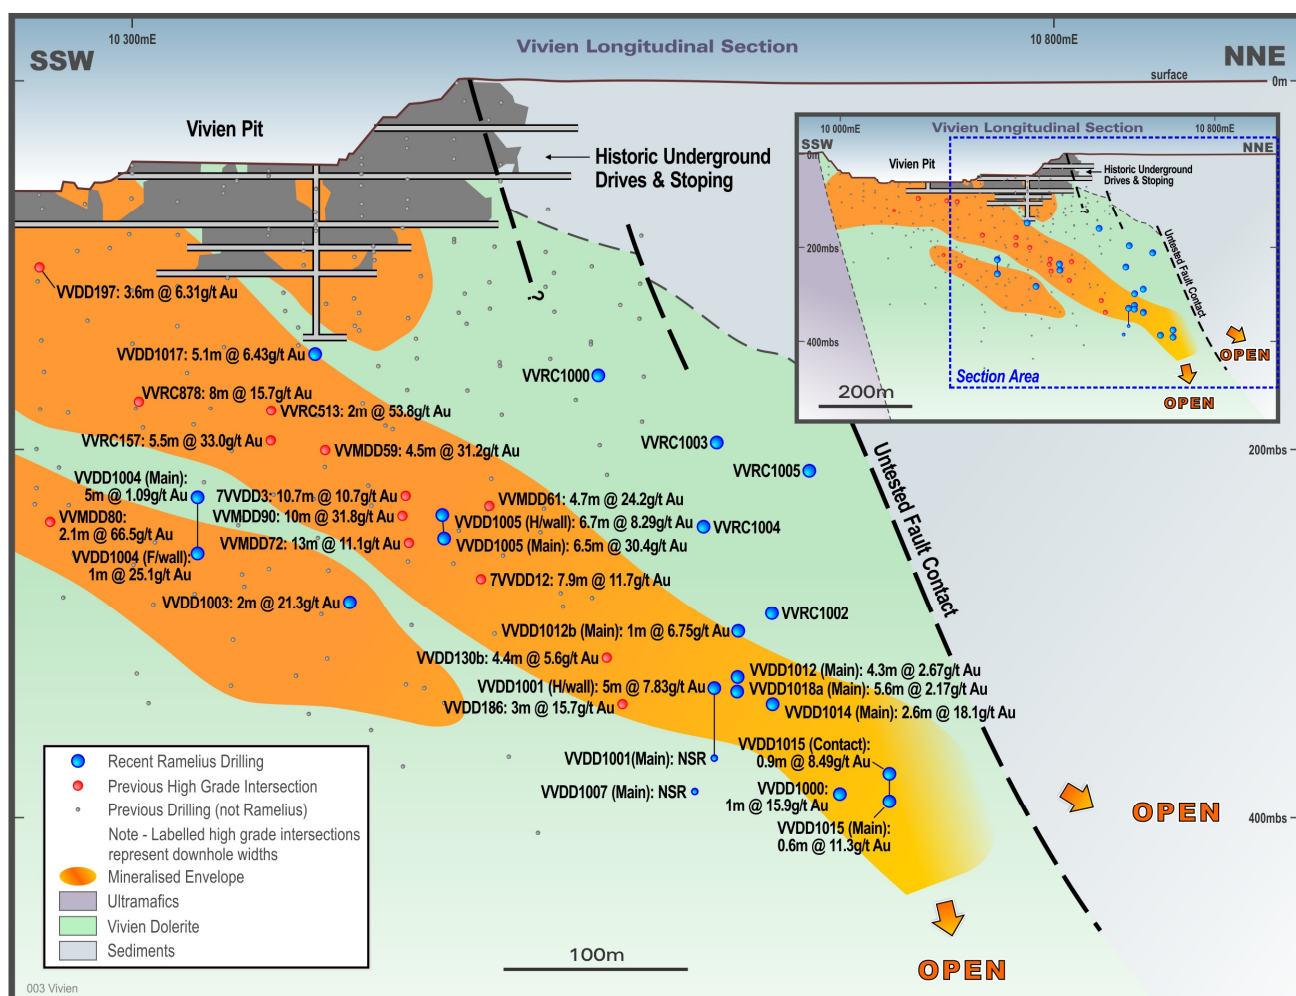 10 300mE
10 800mE
Vivien Longitudinal Section
SSW
NNE
surface
0m
Vivien Pit
Historic Underground
Drives & Stoping
10 000mE
10 800mE
Vivien Longitudinal Section
SSW
NNE
0m
Vivien Pit
Historic Underground
Drives & Stoping
?
200mbs
Untested Fault Contact
400mbs
OPEN
Section Area
OPEN
200m
?
VVDD197: 3.6m @ 6.31g/t Au
VVDD1017: 5.1m @ 6.43g/t Au
VVRC1000
VVRC878: 8m @ 15.7g/t Au
VVRC513: 2m @ 53.8g/t Au
VVRC157: 5.5m @ 33.0g/t Au
VVMDD59: 4.5m @ 31.2g/t Au
VVRC1003
200mbs
VVRC1005
VVDD1004 (Main):
5m @ 1.09g/t Au
7VVDD3: 10.7m @ 10.7g/t Au
VVMDD61: 4.7m @ 24.2g/t Au
VVMDD80:
2.1m @ 66.5g/t Au
VVMDD90: 10m @ 31.8g/t Au
VVDD1005 (H/wall): 6.7m @ 8.29g/t Au
VVRC1004
VVMDD72: 13m @ 11.1g/t Au
VVDD1005 (Main): 6.5m @ 30.4g/t Au
VVDD1004 (F/wall):
1m @ 25.1g/t Au
7VVDD12: 7.9m @ 11.7g/t Au
VVDD1003: 2m @ 21.3g/t Au
Untested Fault Contact
VVRC1002
VVDD1012b (Main): 1m @ 6.75g/t Au
VVDD130b: 4.4m @ 5.6g/t Au
VVDD1012 (Main): 4.3m @ 2.67g/t Au
VVDD1001 (H/wall): 5m @ 7.83g/t Au
VVDD1018a (Main): 5.6m @ 2.17g/t Au
VVDD186: 3m @ 15.7g/t Au
VVDD1014 (Main): 2.6m @ 18.1g/t Au
VVDD1001(Main): NSR
VVDD1015 (Contact):
0.9m @ 8.49g/t Au
VVDD1007 (Main): NSR
VVDD1000:
1m @ 15.9g/t Au
VVDD1015 (Main):
0.6m @ 11.3g/t Au
OPEN
400mbs
OPEN
Recent Ramelius Drilling
Previous High Grade Intersection
Previous Drilling (not Ramelius)
Note - Labelled high grade intersections
represent downhole widths
Mineralised Envelope
Ultramafics
Vivien Dolerite
Sediments
100m
003 Vivien